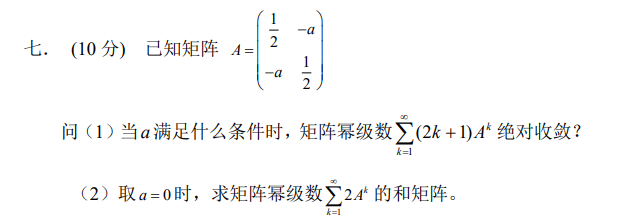 七． (10 分) 已知矩阵 A = \begin{pmatrix} \frac{1}{2} & -a \\ -a & \frac{1}{2} \end{pmatrix}
问（1）当 a 满足什么条件时，矩阵幂级数 \sum_{k=1}^{\infty} (2k+1)A^k 绝对收敛？
（2）取 a=0 时，求矩阵幂级数 \sum_{k=1}^{\infty} 2A^k 的和矩阵。